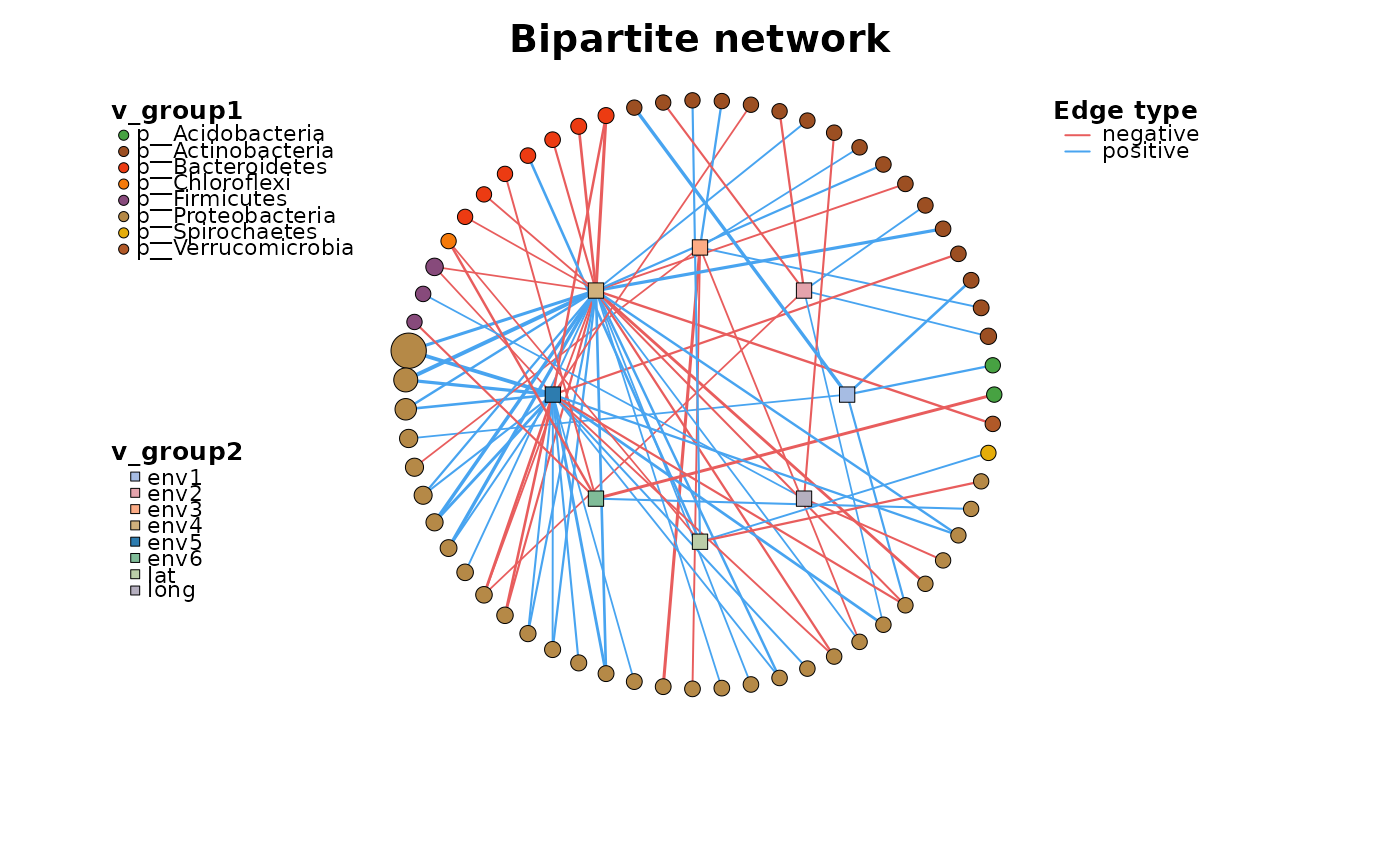 Bipartite network
v_group1
p__Acidobacteria
p__Actinobacteria
p__Bacteroidetes
p__Chloroflexi
p__Firmicutes
p__Proteobacteria
p__Spirochaetes
p__Verrucomicrobia
v_group2
env1
env2
env3
env4
env5
env6
lat
long
Edge type
negative
positive